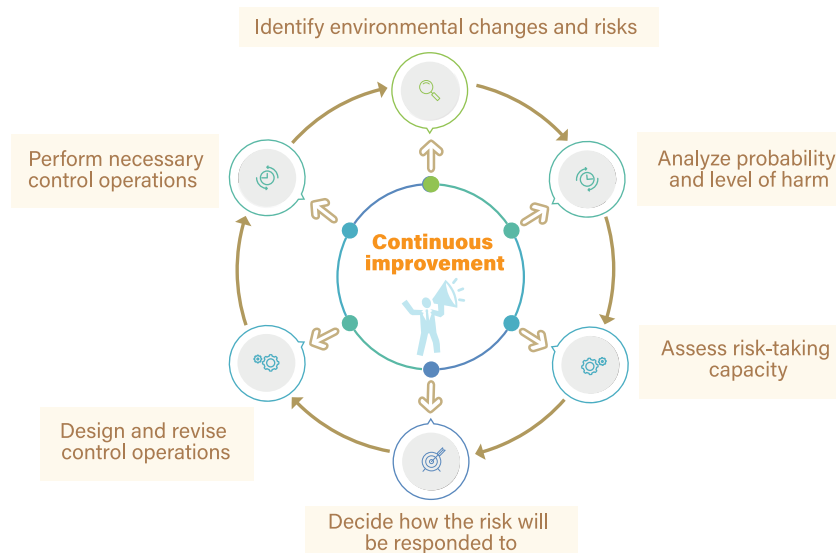 Identify environmental changes and risks
Analyze probability
and level of harm
Assess risk-taking
capacity
Decide how the risk will
be responded to
Design and revise
control operations
Perform necessary
control operations
Continuous
improvement